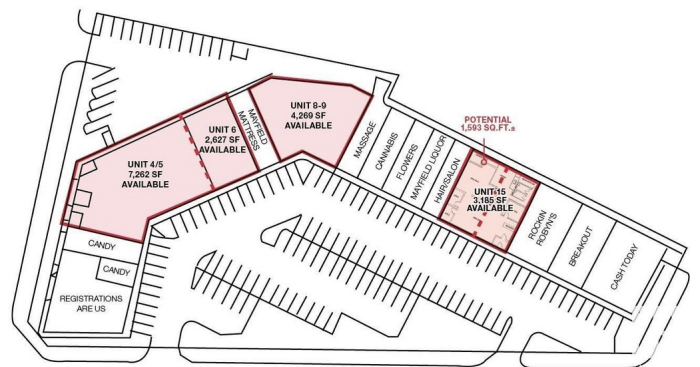 UNIT 4/5
7,262 SF
AVAILABLE
UNIT 6
2,627 SF
AVAILABLE
MAYFIELD
MATTRESS
UNIT 8-9
4,269 SF
AVAILABLE
MASSAGE
CANNABIS
FLOWERS
MAYFIELD LIQUOR
HAIR/SALON
POTENTIAL
1,593 SQ.FT.±
UNIT 15
3,185 SF
AVAILABLE
ROCKIN
ROBYN'S
BREAKOUT
CASH TODAY
CANDY
CANDY
REGISTRATIONS
ARE US